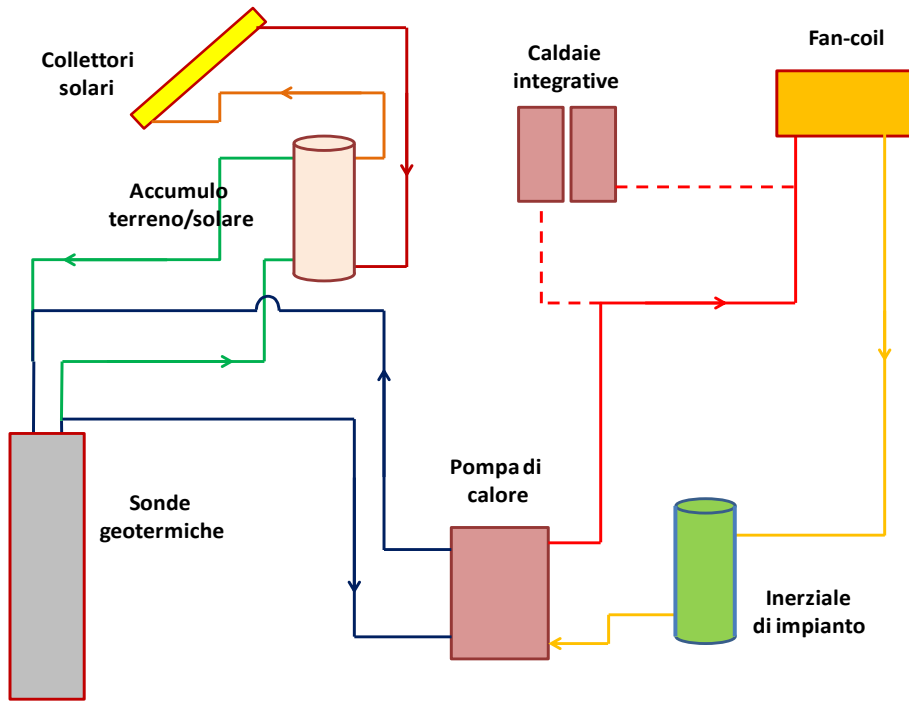 Collettori
solari
Caldaie
integrative
Fan-coil
Accumulo
terreno/solare
Pompa di
calore
Sonde
geotermiche
Inerziale
di impianto